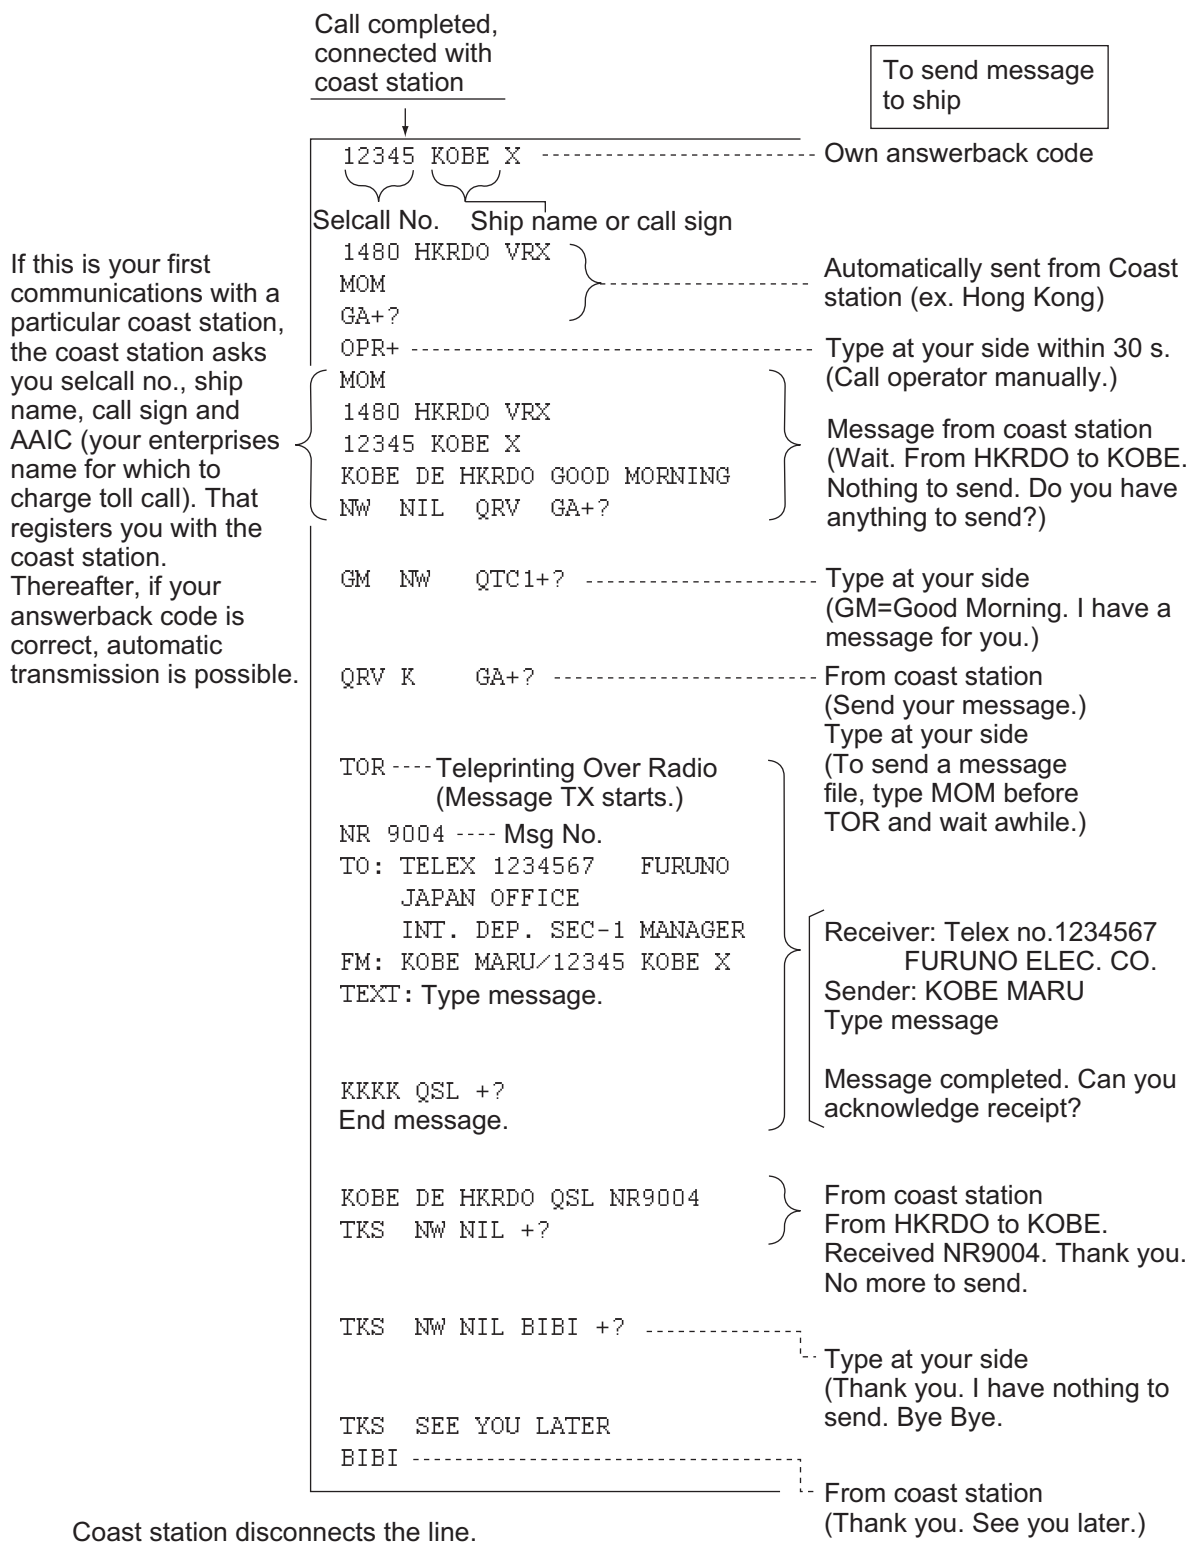 Call completed,
connected with
coast station
To send message
to ship
12345 KOBE X
Own answerback code
Selcall No.
Ship name or call sign
If this is your first
communications with a
particular coast station,
the coast station asks
you selcall no., ship
name, call sign and
AAIC (your enterprises
name for which to
charge toll call). That
registers you with the
coast station.
Thereafter, if your
answerback code is
correct, automatic
transmission is possible.
1480 HKRDO VRX
MOM
GA+?
Automatically sent from Coast
station (ex. Hong Kong)
OPR+
Type at your side within 30 s.
(Call operator manually.)
MOM
1480 HKRDO VRX
12345 KOBE X
KOBE DE HKRDO GOOD MORNING
NW NIL QRV GA+?
Message from coast station
(Wait. From HKRDO to KOBE.
Nothing to send. Do you have
anything to send?)
GM NW QTC1+?
Type at your side
(GM=Good Morning. I have a
message for you.)
QRV K GA+?
From coast station
(Send your message.)
Type at your side
(To send a message
file, type MOM before
TOR and wait awhile.)
TOR ---- Teleprinting Over Radio
(Message TX starts.)
NR 9004 ---- Msg No.
TO: TELEX 1234567 FURUNO
JAPAN OFFICE
INT. DEP. SEC-1 MANAGER
FM: KOBE MARU/12345 KOBE X
TEXT: Type message.
KKKK QSL +?
End message.
Receiver: Telex no.1234567
FURUNO ELEC. CO.
Sender: KOBE MARU
Type message
Message completed. Can you
acknowledge receipt?
KOBE DE HKRDO QSL NR9004
TKS NW NIL +?
From coast station
From HKRDO to KOBE.
Received NR9004. Thank you.
No more to send.
TKS NW NIL BIBI +?
Type at your side
(Thank you. I have nothing to
send. Bye Bye.
TKS SEE YOU LATER
BIBI
From coast station
(Thank you. See you later.)
Coast station disconnects the line.